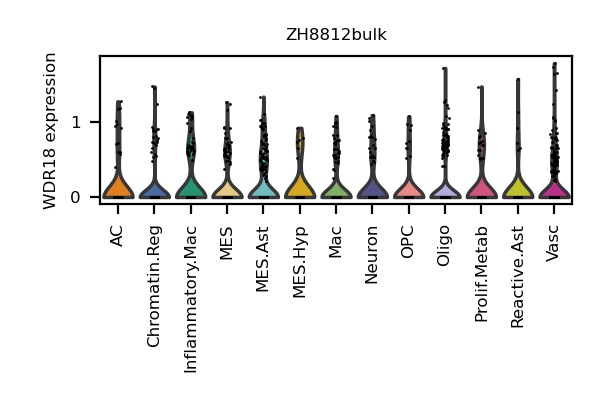 ZH8812bulk
WDR18 expression
1
0
AC
Chromatin.Reg
Inflammatory.Mac
MES
MES.Ast
MES.Hyp
Mac
Neuron
OPC
Oligo
Prolif.Metab
Reactive.Ast
Vasc